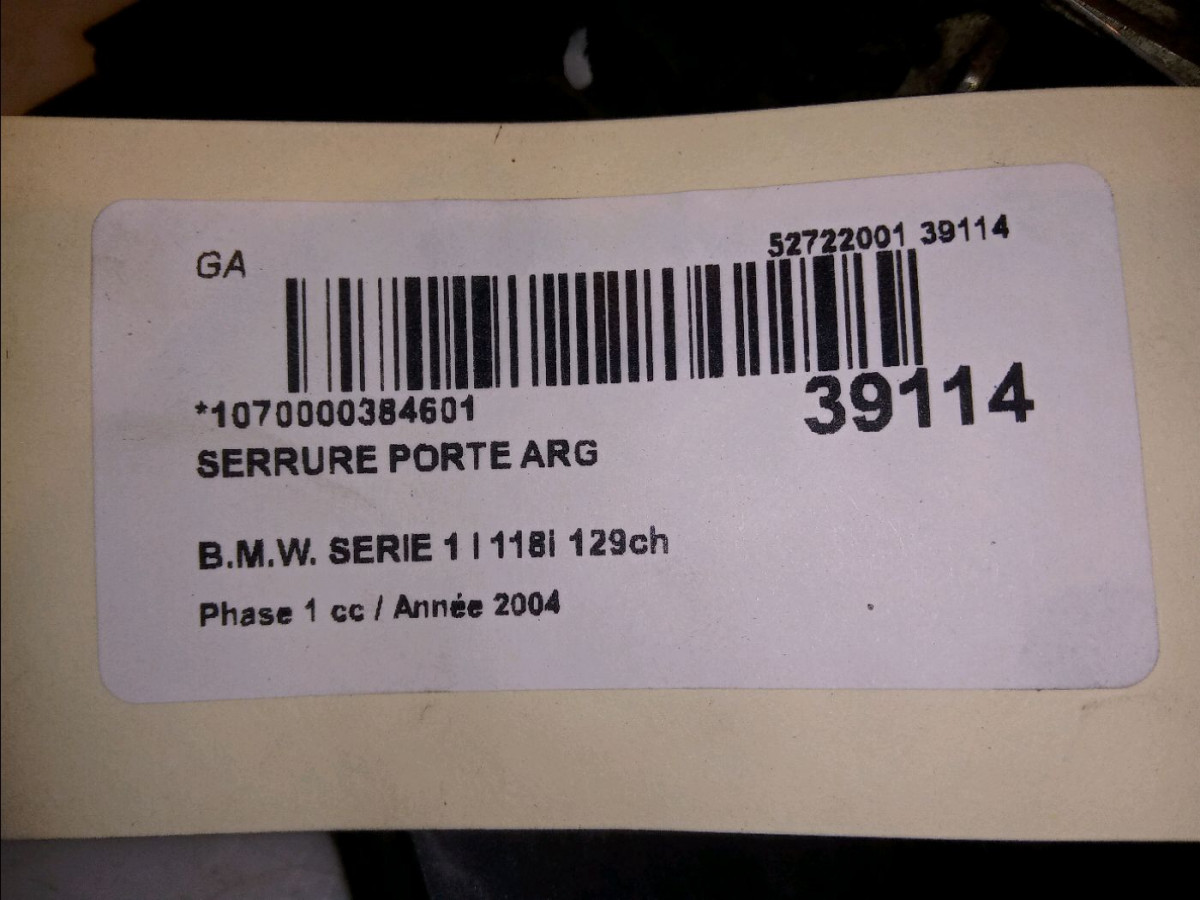 GA
52722001 39114
*1070000384601
39114
SERRURE PORTE ARG
B.M.W. SERIE 1 I 118i 129ch
Phase 1 cc / Année 2004